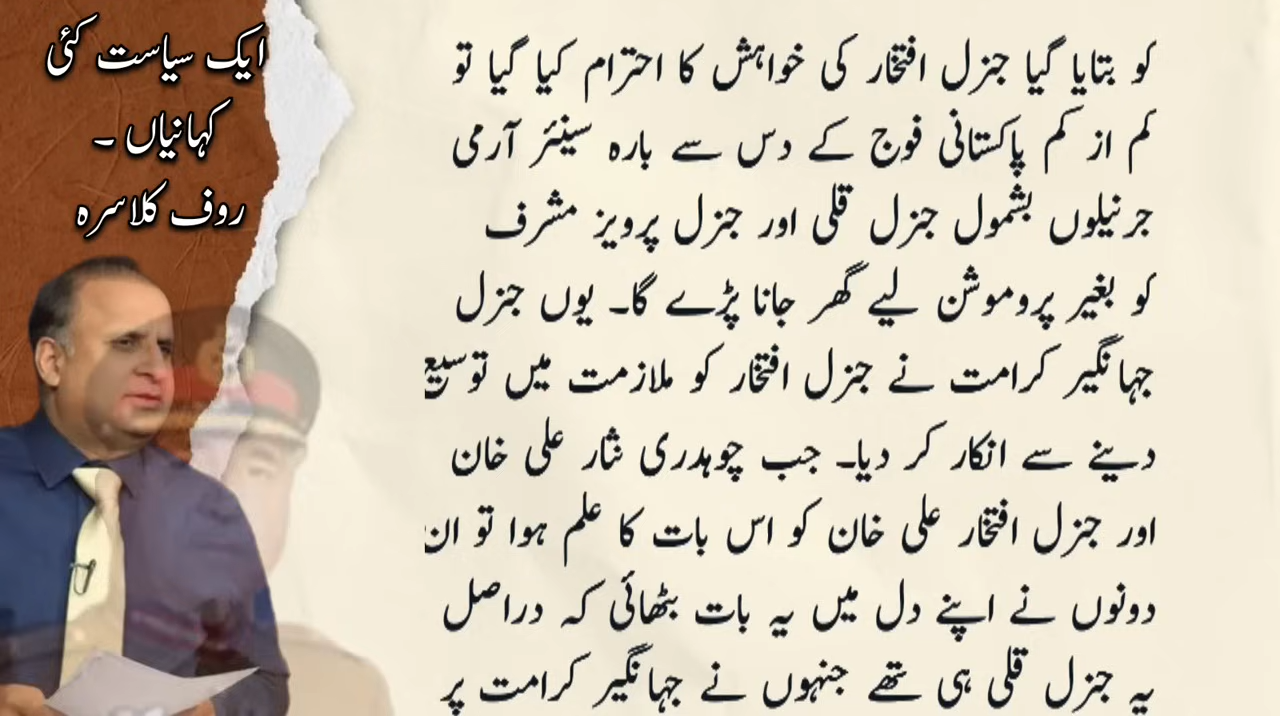 ایک سیاست کئی
کہانیاں ۔
روف کلاسرہ
کو بتایا گیا جنرل افتخار کی خواہش کا احترام کیا گیا تو
کم از کم پاکستانی فوج کے دس سے بارہ سینئر آرمی
جرنیلوں بشمول جنرل قلی اور جنرل پرویز مشرف
کو بغیر پروموشن لیے گھر جانا پڑے گا۔ یوں جنرل
جہانگیر کرامت نے جنرل افتخار کو ملازمت میں توسیع
دینے سے انکار کر دیا۔ جب چوہدری نثار علی خان
اور جنرل افتخار علی خان کو اس بات کا علم ہوا تو ان
دونوں نے اپنے دل میں یہ بات بٹھائی کہ دراصل
یہ جنرل قلی ہی تھے جنہوں نے جہانگیر کرامت پر